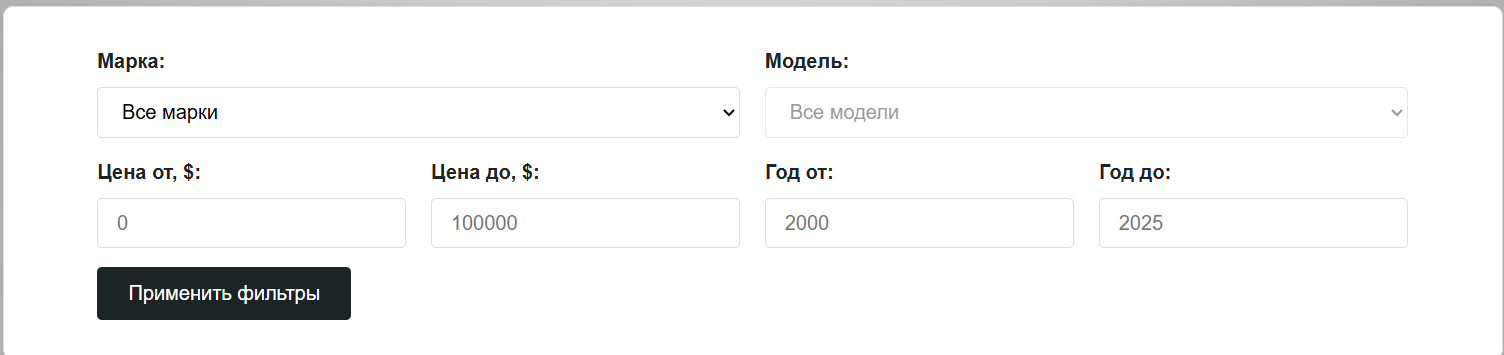 Марка: Модель:
Все марки Все модели
Цена от, $: Цена до, $: Год от: Год до:
0 100000 2000 2025
Применить фильтры